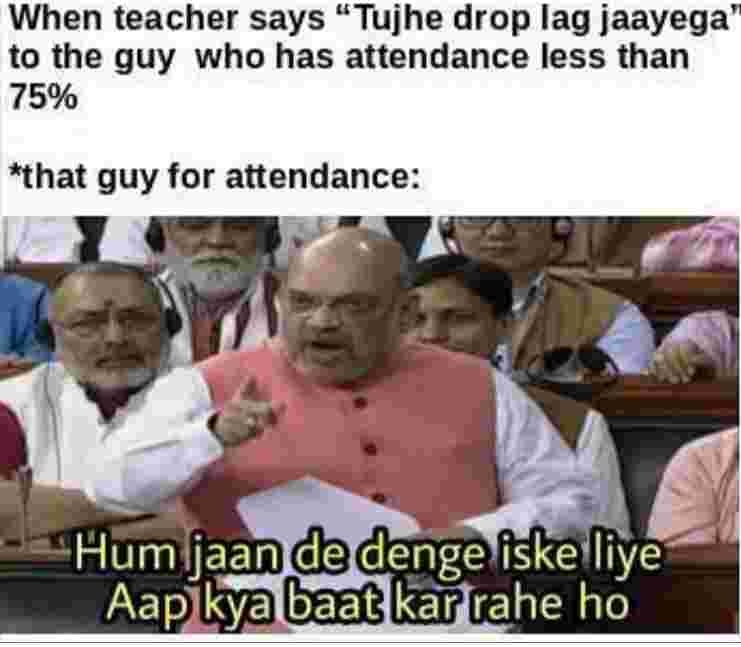 When teacher says “Tujhe drop lag jaayega”
to the guy who has attendance less than
75%
*that guy for attendance:
Hum jaan de denge iske liye
Aap kya baat kar rahe ho